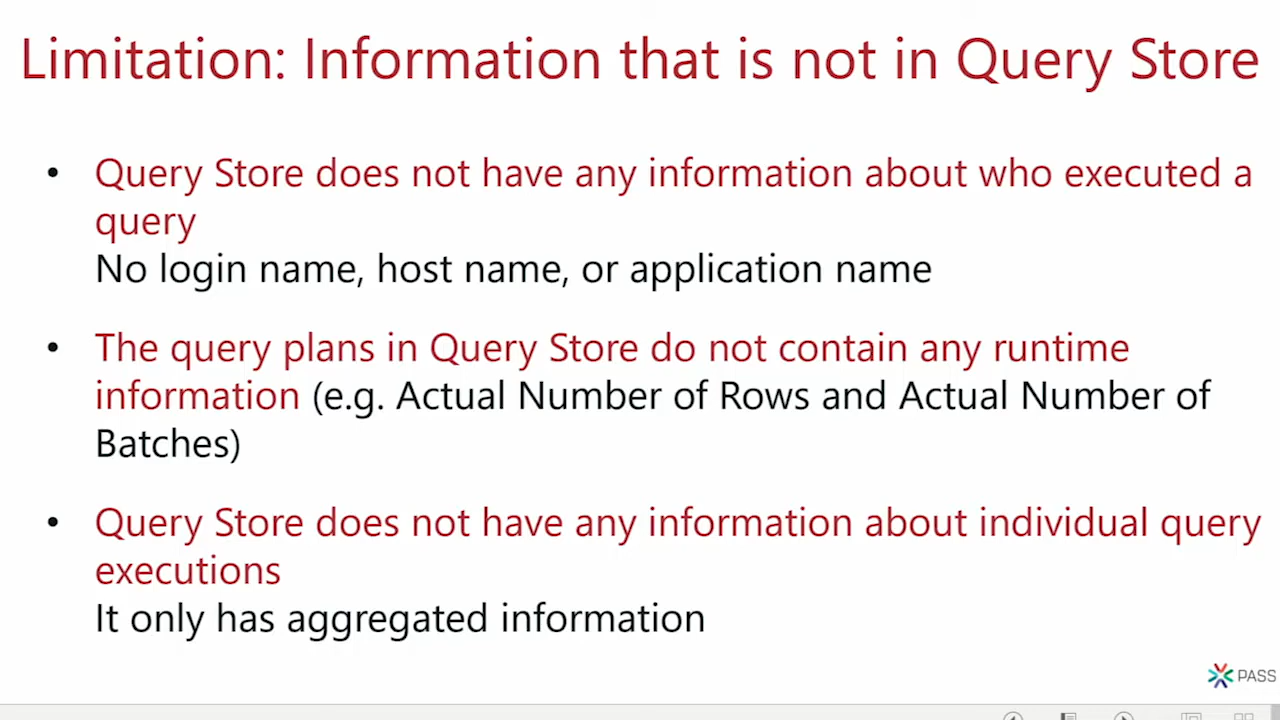 Limitation: Information that is not in Query Store
• Query Store does not have any information about who executed a
query
No login name, host name, or application name
• The query plans in Query Store do not contain any runtime
information (e.g. Actual Number of Rows and Actual Number of
Batches)
• Query Store does not have any information about individual query
executions
It only has aggregated information
PASS